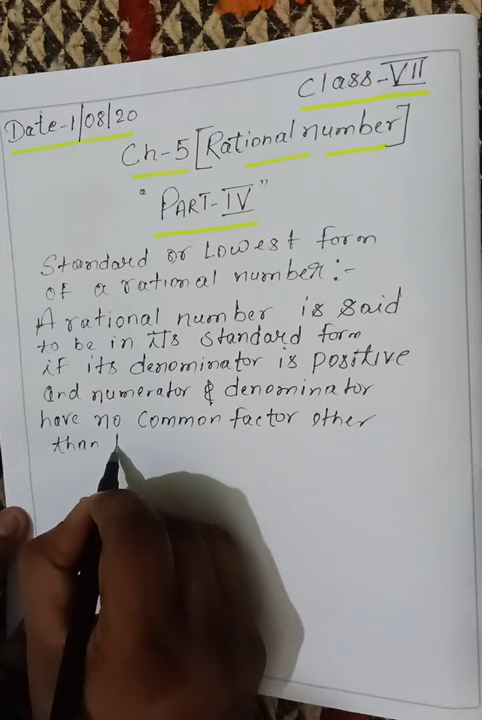 Class-VII
Date-1/08/20
Ch-5 [Rational number]
"PART-IV"
Standard or Lowest form
of a rational number:-
A rational number is said
to be in ITs standard form
if its denominator is positive
and numerator & denominator
have no common factor other
than 1